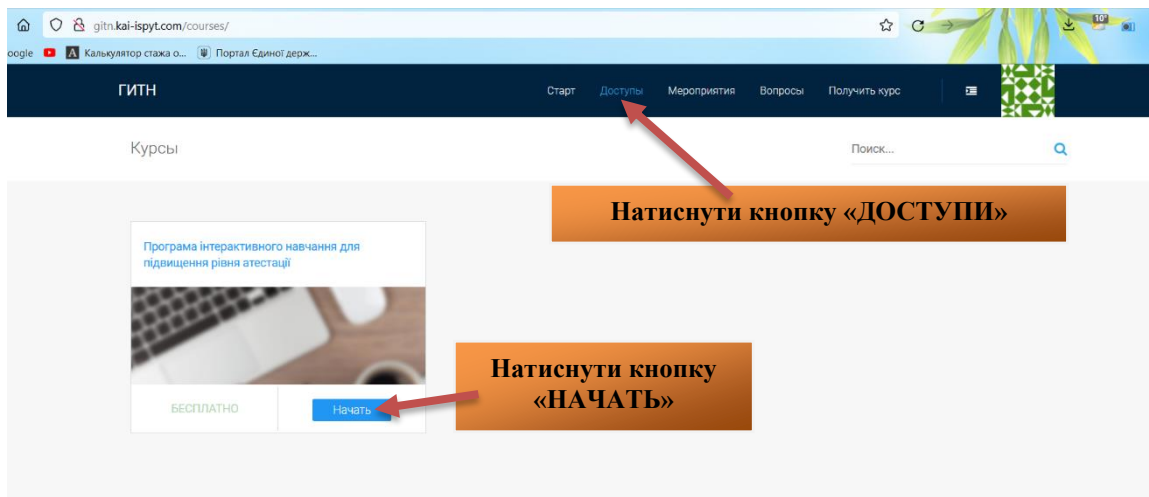 gitn.kai-ispyt.com/courses/
10°
oogle Калькулятор стажа о... Портал Єдиної держ...
ГИТН Старт Доступы Мероприятия Вопросы Получить курс
Курсы Поиск...
Натиснути кнопку «ДОСТУПИ»
Програма інтерактивного навчання для
підвищення рівня атестації
Натиснути кнопку
«НАЧАТЬ»
БЕСПЛАТНО Начать